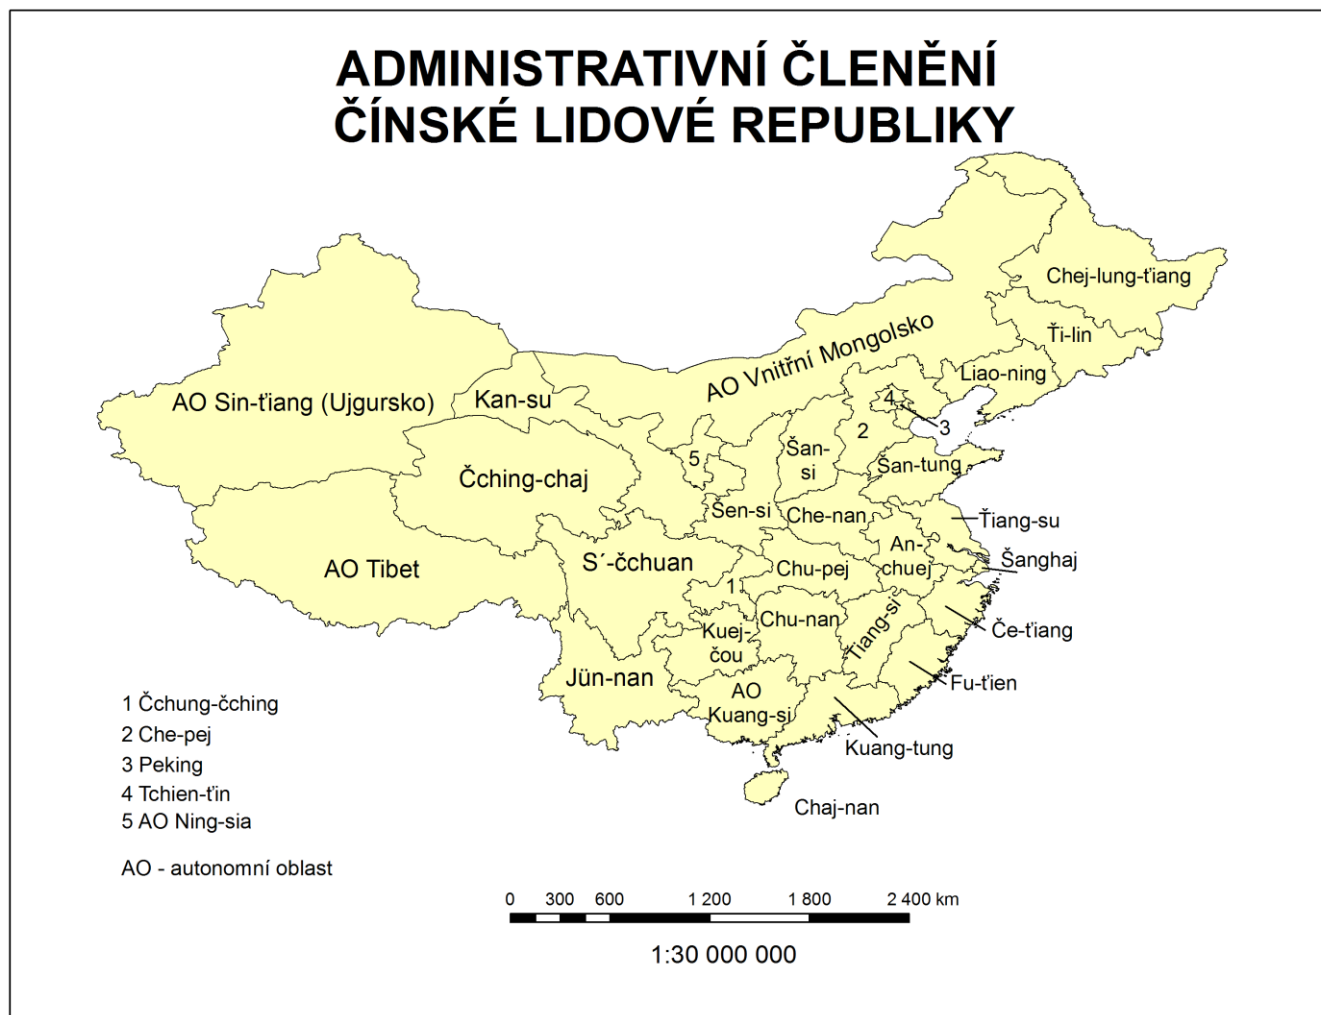 ADMINISTRATIVNÍ ČLENĚNÍ
ČÍNSKÉ LIDOVÉ REPUBLIKY
Chej-lung-ťiang
Ťi-lin
Liao-ning
AO Vnitřní Mongolsko
AO Sin-ťiang (Ujgursko)
Kan-su
4
3
2
5
Šan-
si
Šan-tung
Čching-chaj
Šen-si
Che-nan
Ťiang-su
An-
chuej
Šanghaj
AO Tibet
S´-čchuan
Chu-pej
1
Chu-nan
Ťiang-si
Če-ťiang
Kuej-
čou
Fu-ťien
Jün-nan
AO
Kuang-si
Kuang-tung
Chaj-nan
1 Čchung-čching
2 Che-pej
3 Peking
4 Tchien-ťin
5 AO Ning-sia
AO - autonomní oblast
0 300 600 1 200 1 800 2 400 km
1:30 000 000